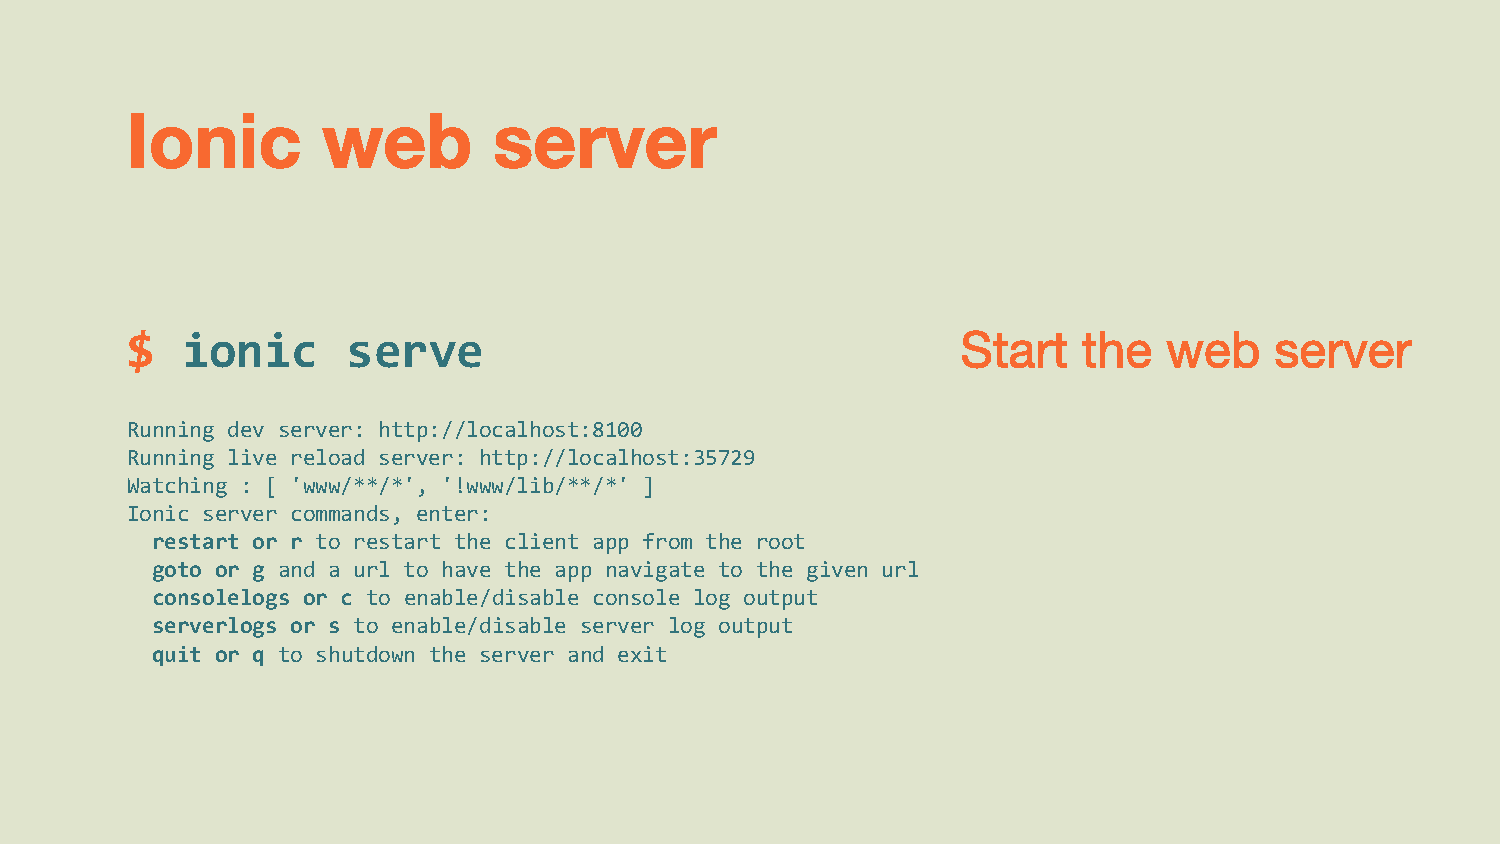 Ionic web server
$ ionic serve
Start the web server
Running dev server: http://localhost:8100
Running live reload server: http://localhost:35729
Watching : [ 'www/**/*', '!www/lib/**/*' ]
Ionic server commands, enter:
restart or r to restart the client app from the root
goto or g and a url to have the app navigate to the given url
consolelogs or c to enable/disable console log output
serverlogs or s to enable/disable server log output
quit or q to shutdown the server and exit